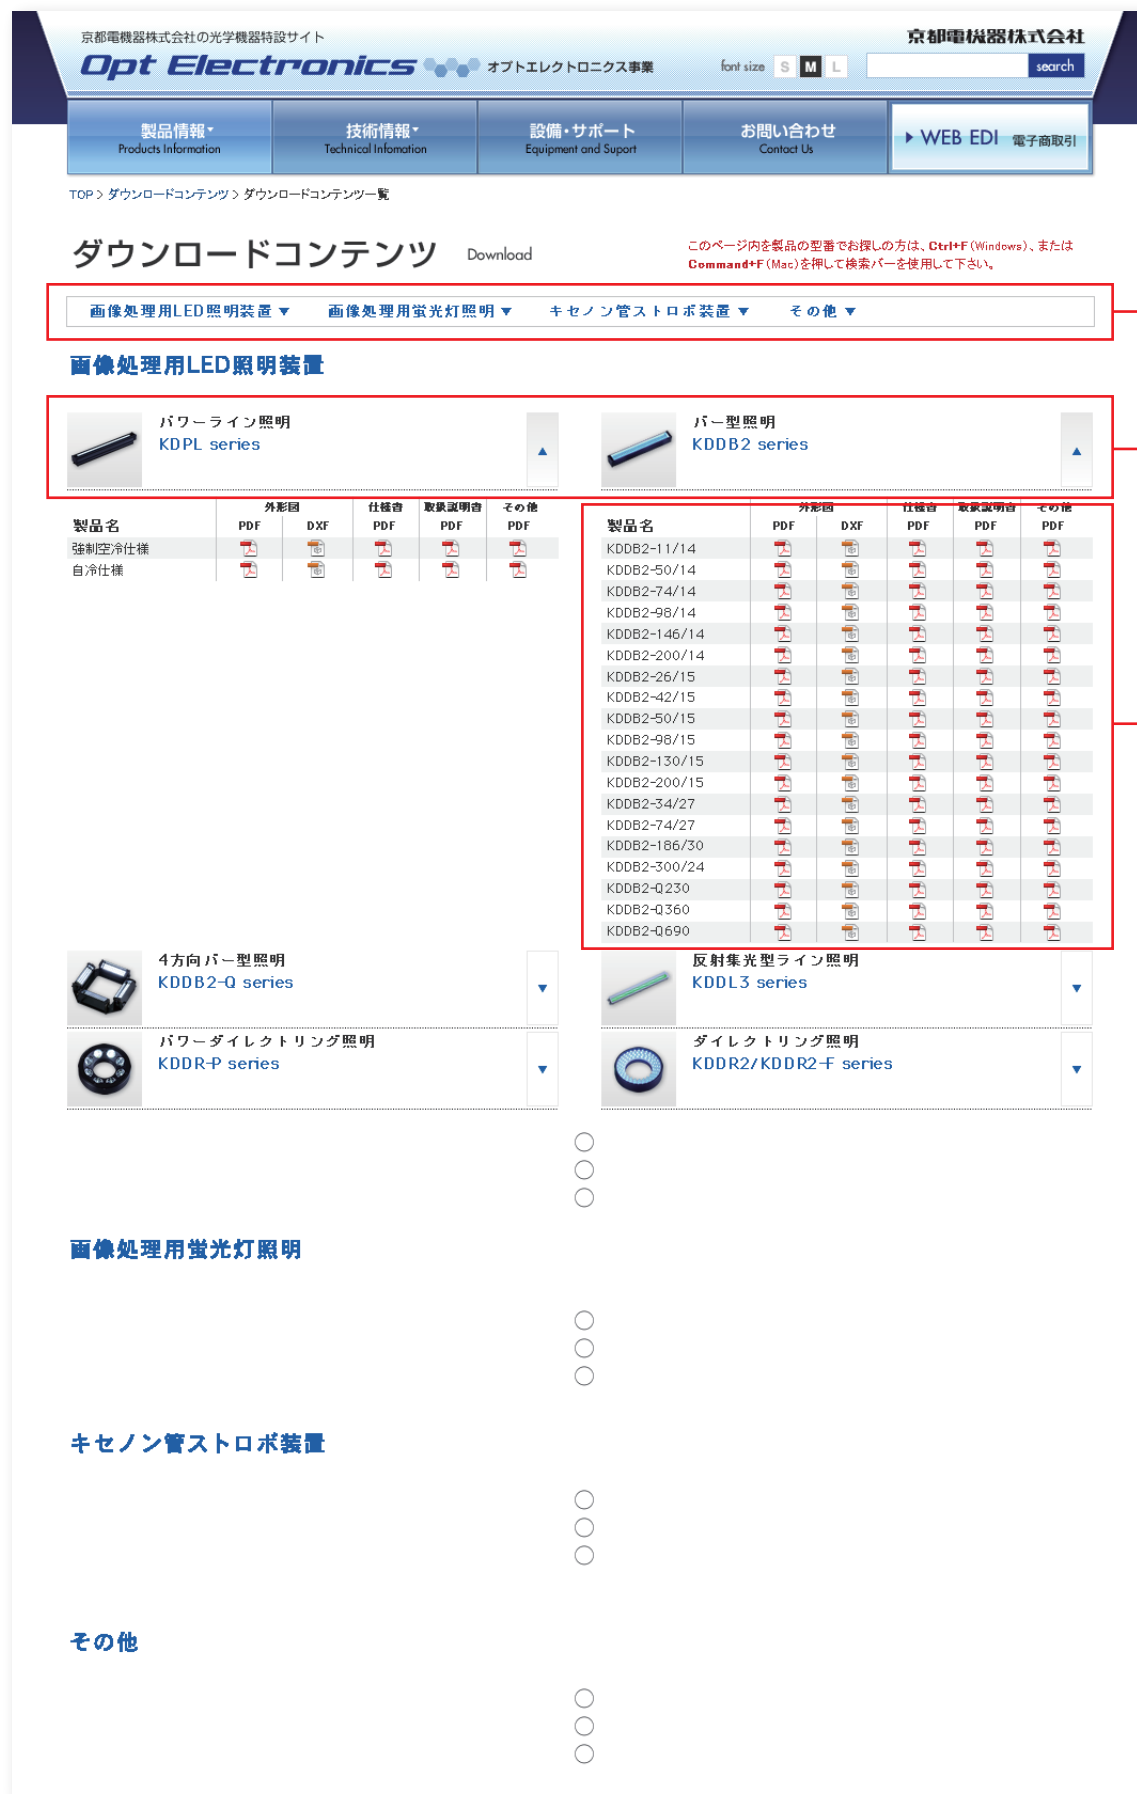 京都電機器株式会社の光学機器特設サイト
京都電機器株式会社
Opt Electronics オプトエレクトロニクス事業
font size S M L search
製品情報 技術情報 設備・サポート お問い合わせ
Products Information Technical Infomation Equipment and Suport Contact Us
WEB EDI 電子商取引
TOP > ダウンロードコンテンツ > ダウンロードコンテンツ一覧
ダウンロードコンテンツ Download
このページ内を製品の型番でお探しの方は、Ctrl+F(Windows)、または
Command+F(Mac)を押して検索バーを使用して下さい。
画像処理用LED照明装置▼ 画像処理用蛍光灯照明▼ キセノン管ストロボ装置▼ その他▼
画像処理用LED照明装置
パワーライン照明
KDPL series
▲
バー型照明
KDDB2 series
▲
外形図 仕様書 取扱説明書 その他
製品名 PDF DXF PDF PDF PDF
強制空冷仕様
自冷仕様
外形図 仕様書 取扱説明書 その他
製品名 PDF DXF PDF PDF PDF
KDDB2-11/14
KDDB2-50/14
KDDB2-74/14
KDDB2-98/14
KDDB2-146/14
KDDB2-200/14
KDDB2-26/15
KDDB2-42/15
KDDB2-50/15
KDDB2-98/15
KDDB2-130/15
KDDB2-200/15
KDDB2-34/27
KDDB2-74/27
KDDB2-186/30
KDDB2-300/24
KDDB2-Q230
KDDB2-Q360
KDDB2-Q690
4方向バー型照明
KDDB2-Q series
▼
反射集光型ライン照明
KDDL3 series
▼
パワーダイレクトリング照明
KDDR-P series
▼
ダイレクトリング照明
KDDR2/KDDR2-F series
▼
○
○
○
画像処理用蛍光灯照明
○
○
○
キセノン管ストロボ装置
○
○
○
その他
○
○
○